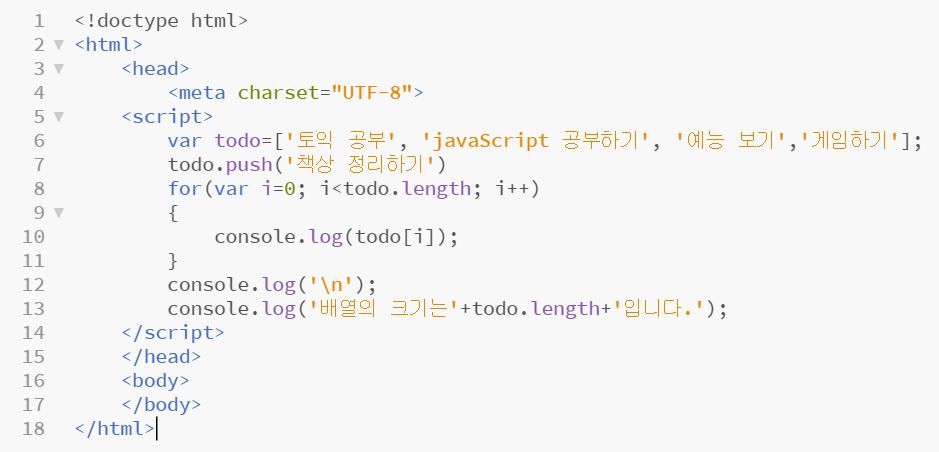 1 <!doctype html>
2 ▼ <html>
3 ▼     <head>
4         <meta charset="UTF-8">
5 ▼     <script>
6         var todo=['토익 공부', 'javaScript 공부하기', '예능 보기','게임하기'];
7         todo.push('책상 정리하기')
8         for(var i=0; i<todo.length; i++)
9 ▼         {
10             console.log(todo[i]);
11         }
12         console.log('\n');
13         console.log('배열의 크기는'+todo.length+'입니다.');
14     </script>
15     </head>
16     <body>
17     </body>
18 </html>